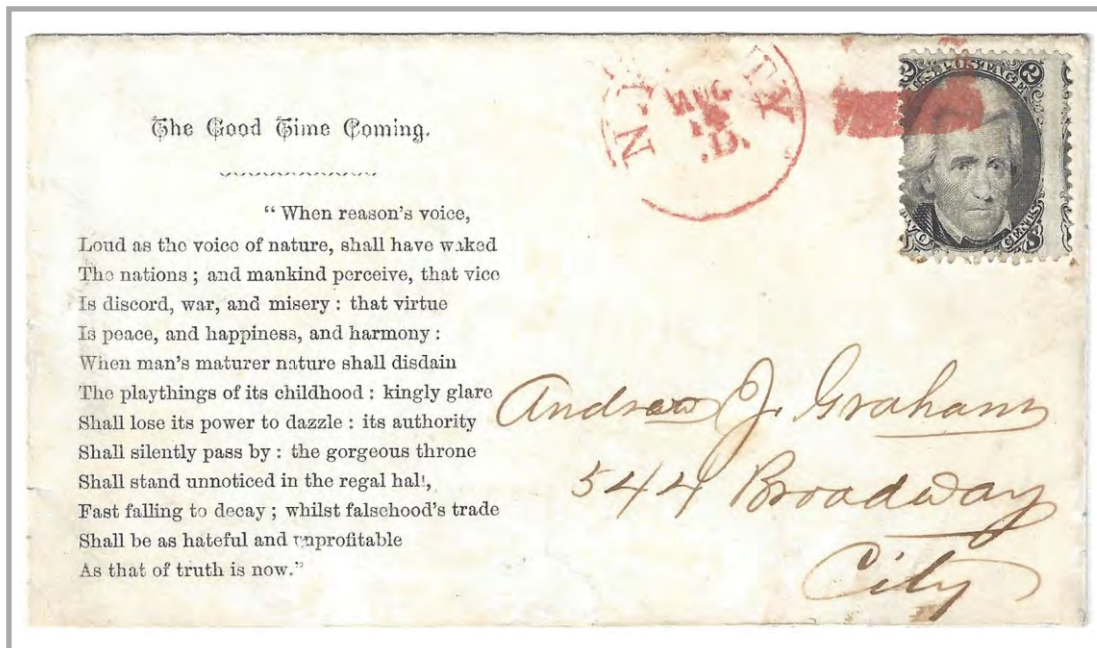 The Good Time Coming.
“ When reason's voice,
Loud as the voice of nature, shall have waked
The nations ; and mankind perceive, that vice
Is discord, war, and misery : that virtue
Is peace, and happiness, and harmony :
When man's maturer nature shall disdain
The playthings of its childhood : kingly glare
Shall lose its power to dazzle : its authority
Shall silently pass by : the gorgeous throne
Shall stand unnoticed in the regal hall,
Fast falling to decay ; whilst falsehood's trade
Shall be as hateful and unprofitable
As that of truth is now.”
AUG
D.
2 U.S. POSTAGE 2
TWO CENTS
Andrew J. Graham
544 Broadway
City